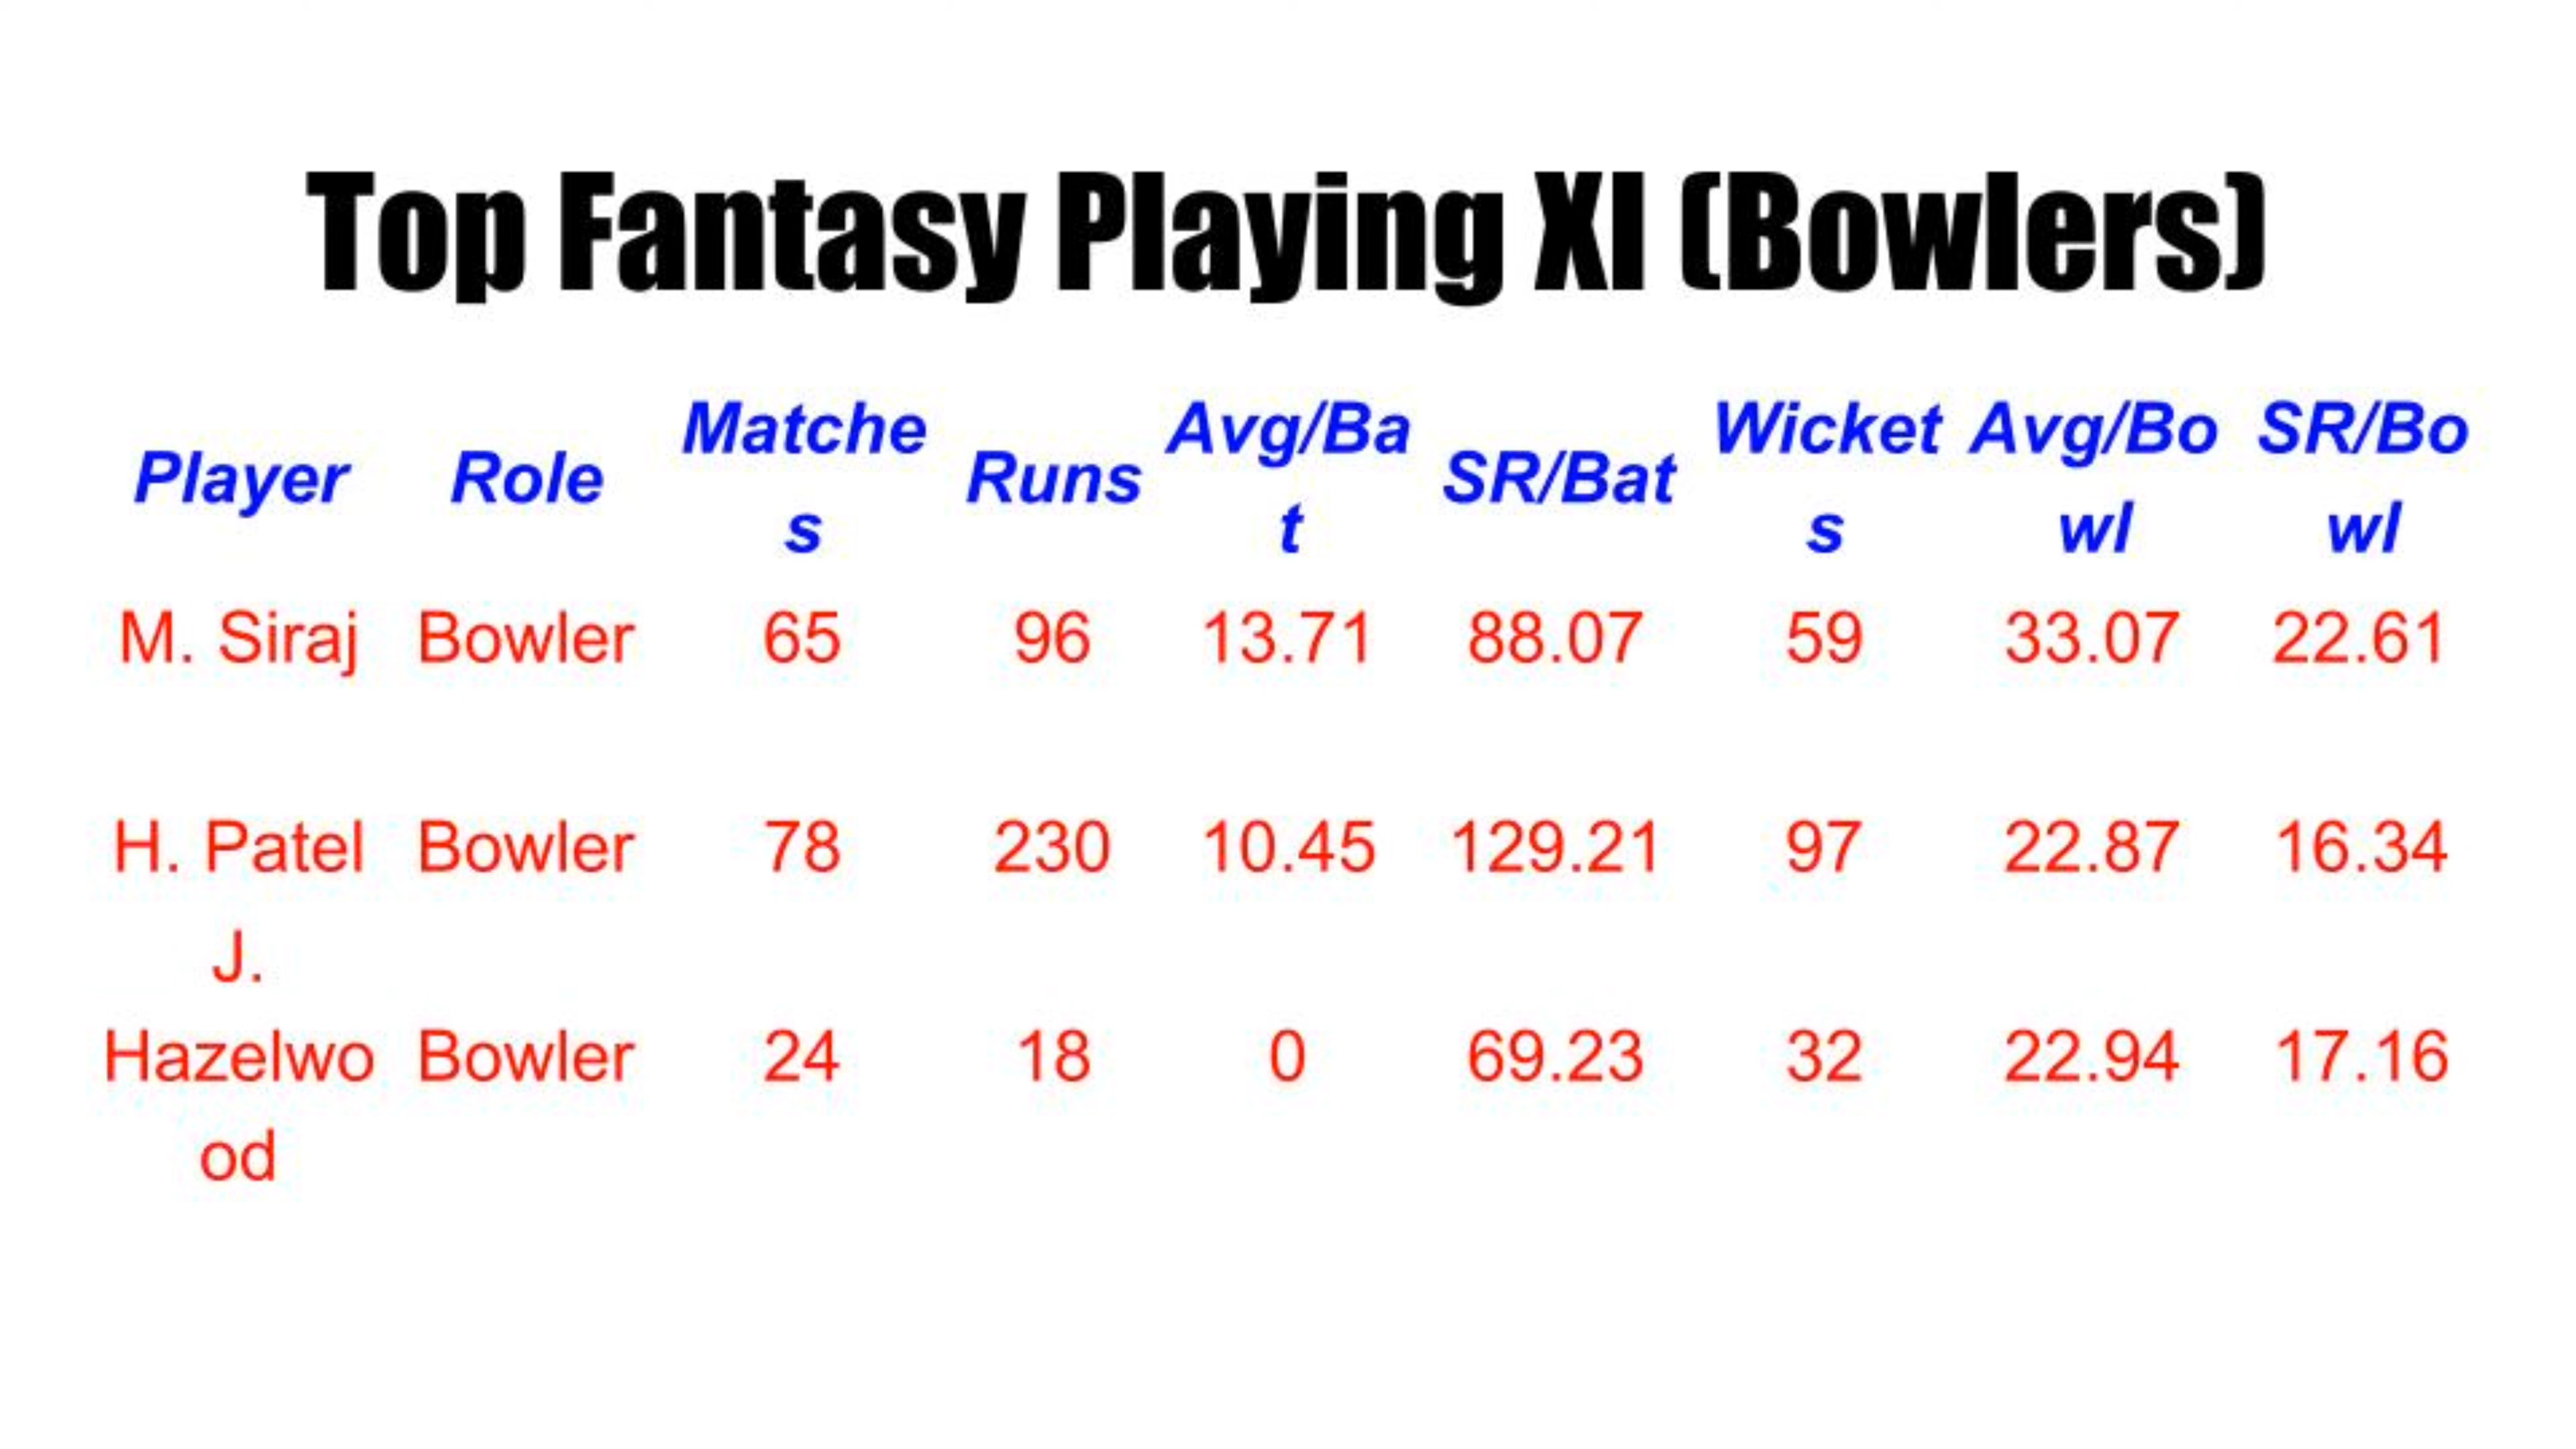 Top Fantasy Playing XI (Bowlers)
Player Role Matche Runs Avg/Ba SR/Bat Wicket Avg/Bo SR/Bo
s t s wl wl
M. Siraj Bowler 65 96 13.71 88.07 59 33.07 22.61
H. Patel Bowler 78 230 10.45 129.21 97 22.87 16.34
J.
Hazelwo Bowler 24 18 0 69.23 32 22.94 17.16
od